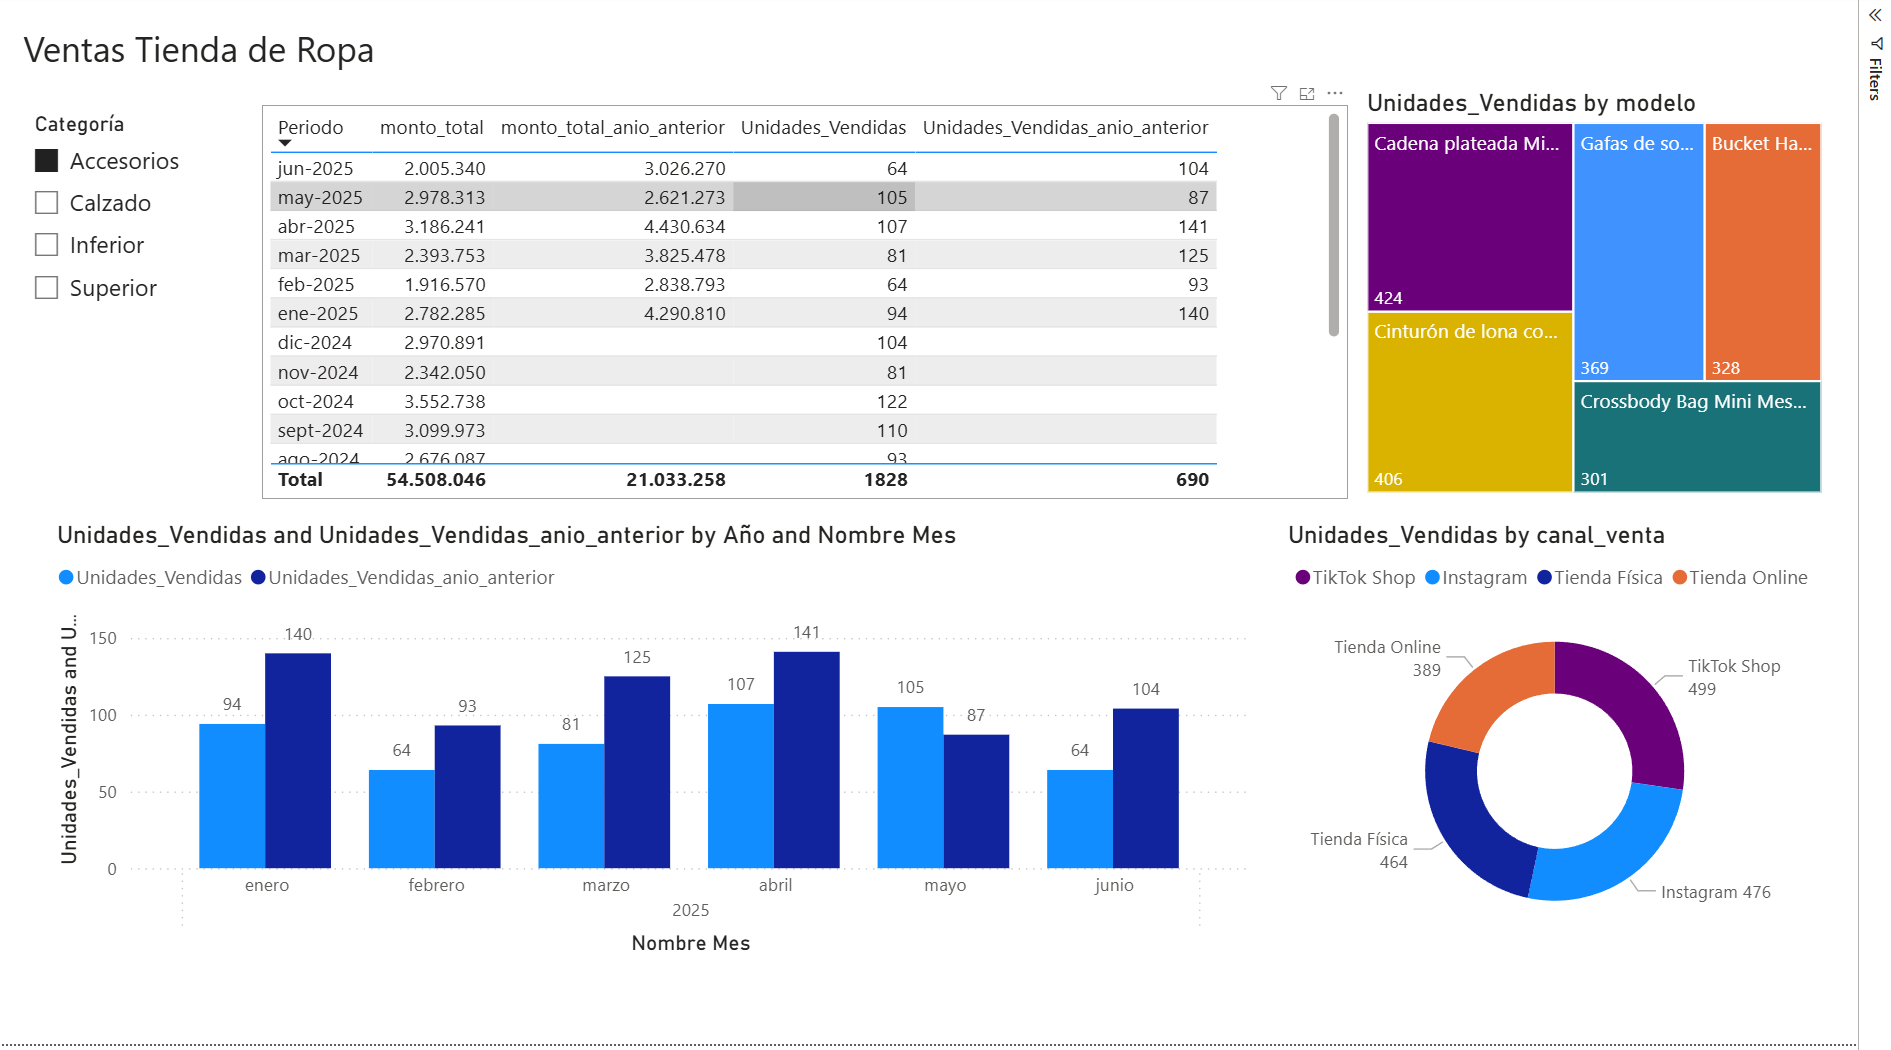 Ventas Tienda de Ropa
Filters
Categoría
Accesorios
Calzado
Inferior
Superior
Periodo monto_total monto_total_anio_anterior Unidades_Vendidas Unidades_Vendidas_anio_anterior
jun-2025 2.005.340 3.026.270 64 104
may-2025 2.978.313 2.621.273 105 87
abr-2025 3.186.241 4.430.634 107 141
mar-2025 2.393.753 3.825.478 81 125
feb-2025 1.916.570 2.838.793 64 93
ene-2025 2.782.285 4.290.810 94 140
dic-2024 2.970.891 104
nov-2024 2.342.050 81
oct-2024 3.552.738 122
sept-2024 3.099.973 110
ago-2024 2.676.087 93
Total 54.508.046 21.033.258 1828 690
Unidades_Vendidas by modelo
Cadena plateada Mi...
424
Gafas de so...
369
Bucket Ha...
328
Cinturón de lona co...
406
Crossbody Bag Mini Mes...
301
Unidades_Vendidas and Unidades_Vendidas_anio_anterior by Año and Nombre Mes
Unidades_Vendidas Unidades_Vendidas_anio_anterior
Unidades_Vendidas and U...
150
100
50
0
94 140
64 93
81 125
107 141
105 87
64 104
enero febrero marzo abril mayo junio
2025
Nombre Mes
Unidades_Vendidas by canal_venta
TikTok Shop Instagram Tienda Física Tienda Online
Tienda Online
389
TikTok Shop
499
Tienda Física
464
Instagram 476